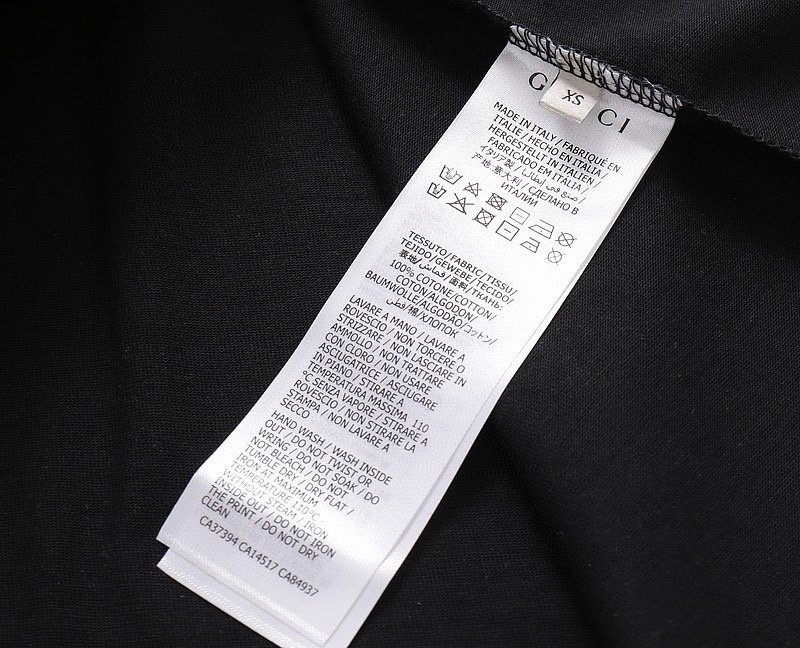 G CI
XS
MADE IN ITALY / FABRIQUÉ EN
ITALIE / HECHO EN ITALIA /
HERGESTELLT IN ITALIEN /
FABRICADO EM ITALIA /
イタリア製 / صنع في إيطاليا /
产地:意大利 / СДЕЛАНО В
ИТАЛИИ
TESSUTO/FABRIC/TISSU/
TEJIDO/GEWEBE/TECIDO/
表地/قماش/面料/ТКАНЬ:
100% COTONE/COTTON/
COTON/ALGODON/
BAUMWOLLE/ALGODÃO/コットン/
قطن/棉/ХЛОПОК
LAVARE A MANO / LAVARE A
ROVESCIO / NON TORCERE O
STRIZZARE / NON LASCIARE IN
AMMOLLO / NON TRATTARE
CON CLORO / NON USARE
ASCIUGATRICE / ASCIUGARE
IN PIANO / STIRARE A
TEMPERATURA MASSIMA 110
°C SENZA VAPORE / STIRARE A
ROVESCIO / NON STIRARE LA
STAMPA / NON LAVARE A
SECCO
HAND WASH / WASH INSIDE
OUT / DO NOT TWIST OR
WRING / DO NOT SOAK / DO
NOT BLEACH / DO NOT
TUMBLE DRY / DRY FLAT /
IRON AT MAXIMUM
TEMPERATURE 110°C
WITHOUT STEAM / IRON
INSIDE OUT / DO NOT IRON
THE PRINT / DO NOT DRY
CLEAN
CA37394 CA14517 CA84937